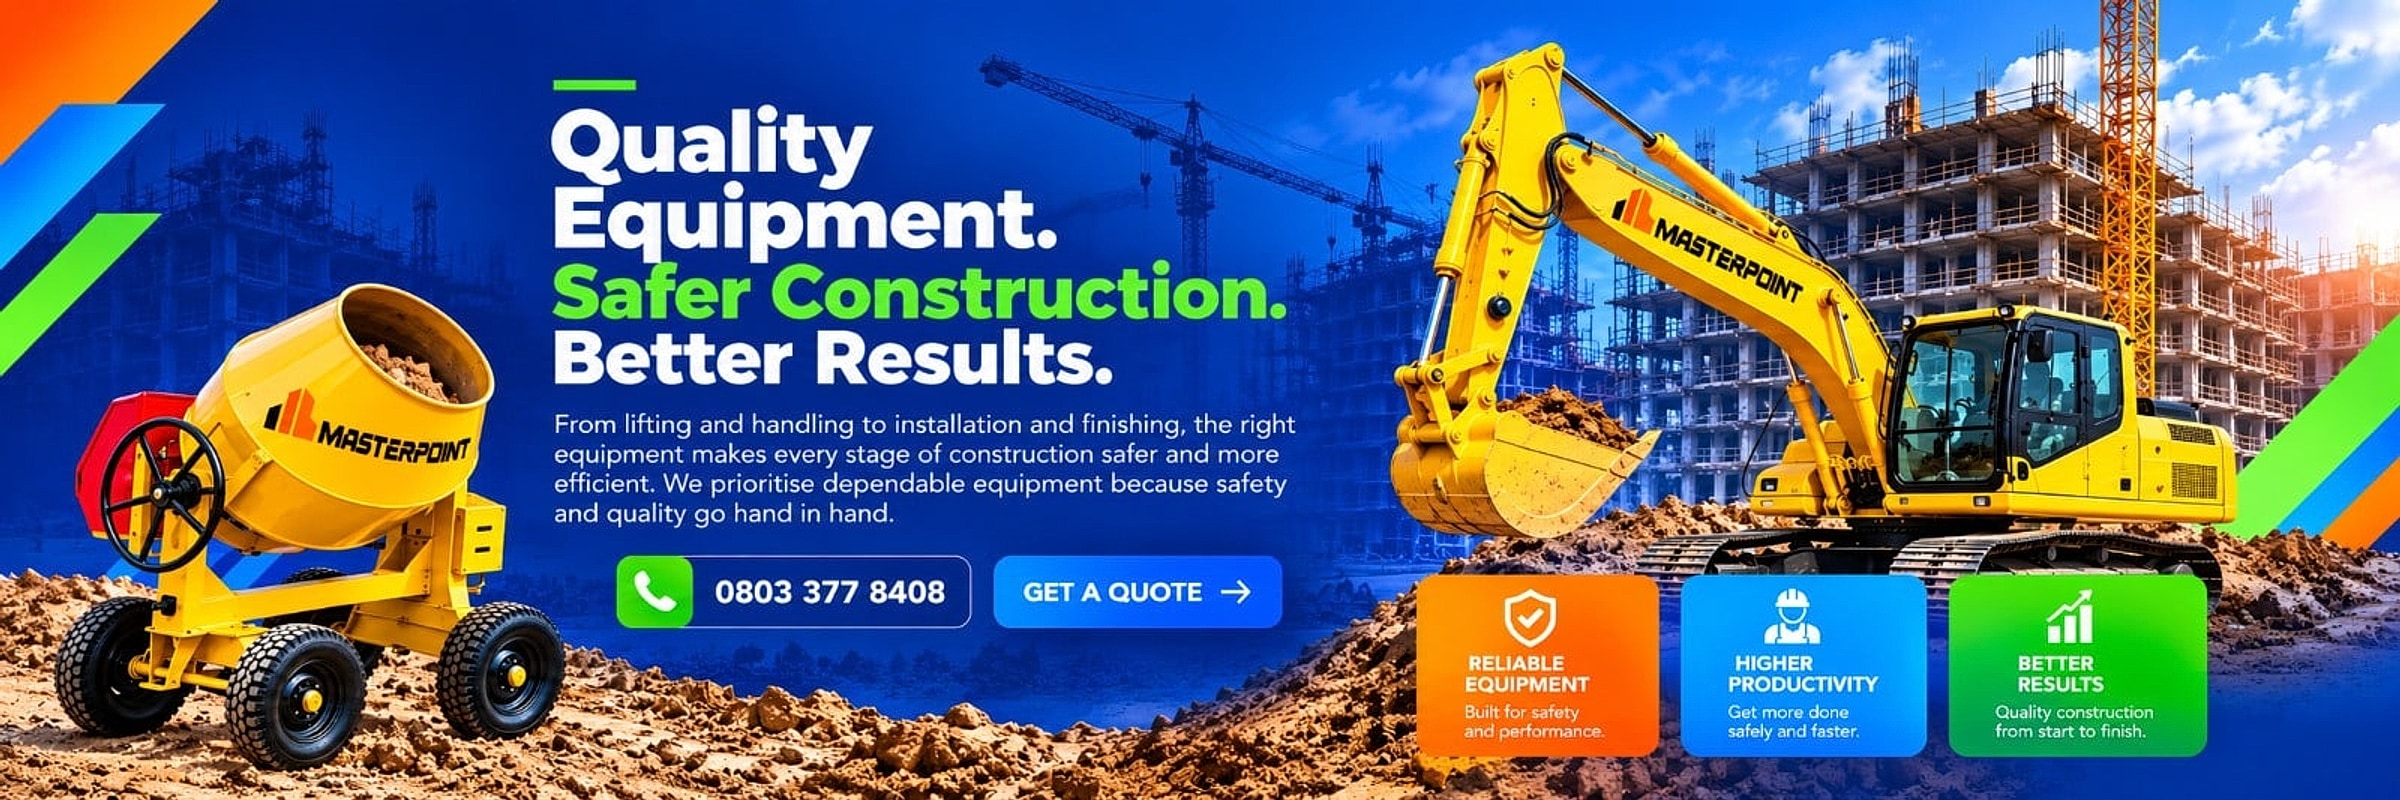 Quality
Equipment.
Safer Construction.
Better Results.
From lifting and handling to installation and finishing, the right
equipment makes every stage of construction safer and more
efficient. We prioritise dependable equipment because safety
and quality go hand in hand.
0803 377 8408
GET A QUOTE →
MASTERPOINT
MASTERPOINT
RELIABLE
EQUIPMENT
Built for safety
and performance.
HIGHER
PRODUCTIVITY
Get more done
safely and faster.
BETTER
RESULTS
Quality construction
from start to finish.